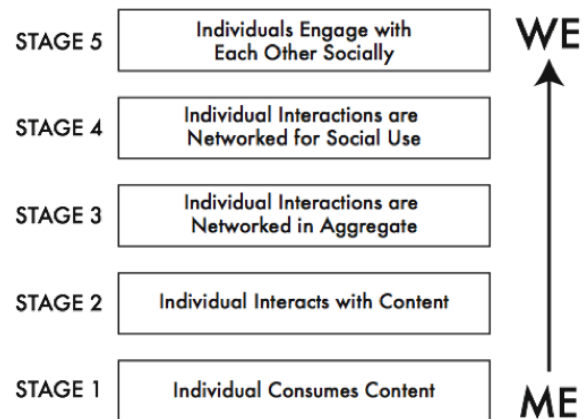 STAGE 5
Individuals Engage with
Each Other Socially
WE
STAGE 4
Individual Interactions are
Networked for Social Use
STAGE 3
Individual Interactions are
Networked in Aggregate
STAGE 2
Individual Interacts with Content
STAGE 1
Individual Consumes Content
ME